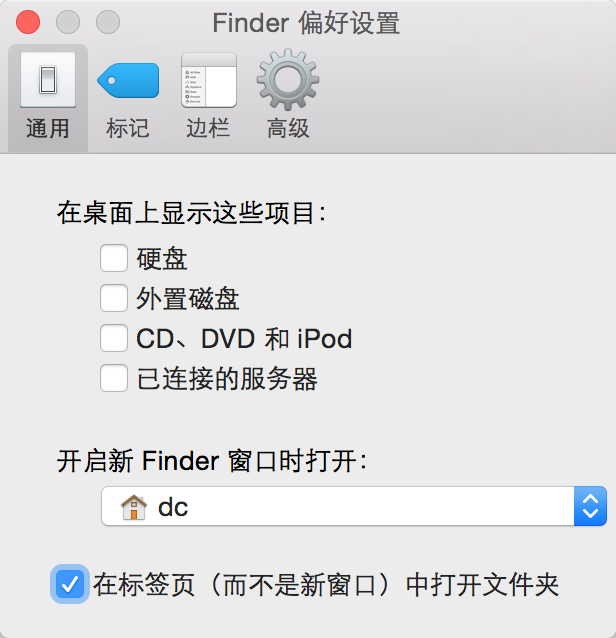 Finder 偏好设置
通用
标记
边栏
高级
在桌面上显示这些项目：
硬盘
外置磁盘
CD、DVD 和 iPod
已连接的服务器
开启新 Finder 窗口时打开：
dc
在标签页（而不是新窗口）中打开文件夹